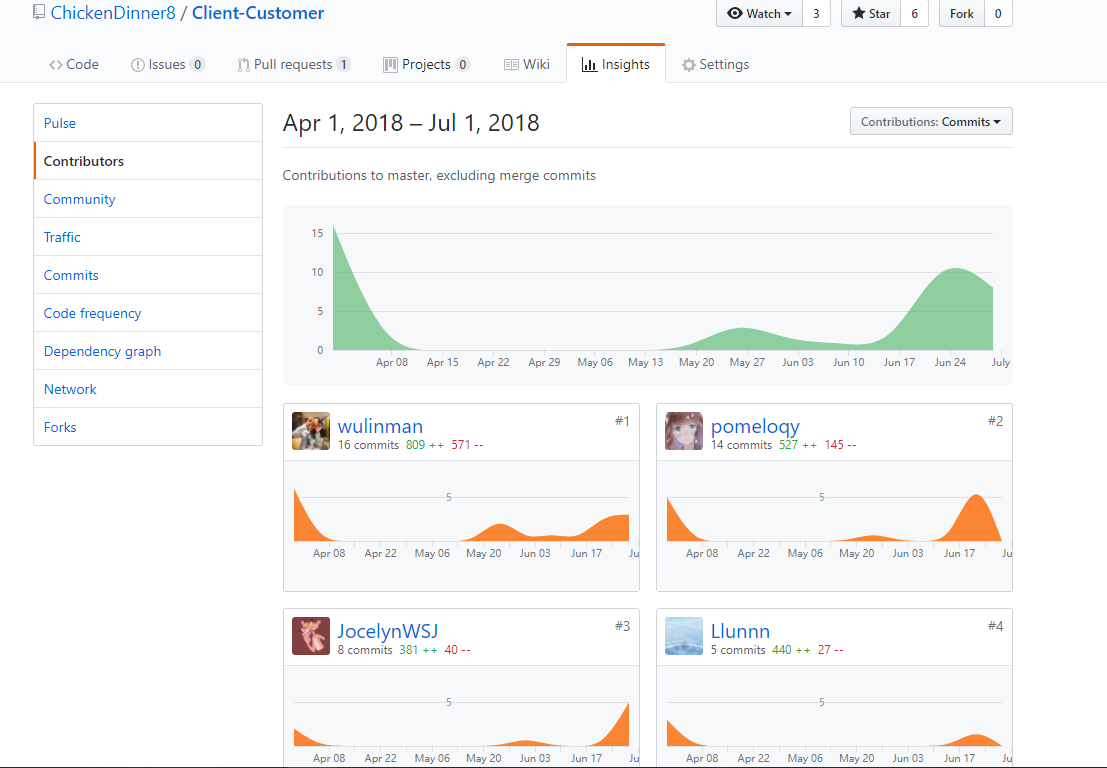 ChickenDinner8 / Client-Customer
Watch 3 Star 6 Fork 0
Code Issues 0 Pull requests 1 Projects 0 Wiki Insights Settings
Pulse
Contributors
Community
Traffic
Commits
Code frequency
Dependency graph
Network
Forks
Apr 1, 2018 – Jul 1, 2018
Contributions: Commits
Contributions to master, excluding merge commits
15
10
5
0
Apr 08 Apr 15 Apr 22 Apr 29 May 06 May 13 May 20 May 27 Jun 03 Jun 10 Jun 17 Jun 24 July
wulinman #1
16 commits 809 ++ 571 --
5
Apr 08 Apr 22 May 06 May 20 Jun 03 Jun 17 Ju
pomeloqy #2
14 commits 527 ++ 145 --
5
Apr 08 Apr 22 May 06 May 20 Jun 03 Jun 17 Ju
JocelynWSJ #3
8 commits 381 ++ 40 --
5
Apr 08 Apr 22 May 06 May 20 Jun 03 Jun 17 Ju
Llunnn #4
5 commits 440 ++ 27 --
5
Apr 08 Apr 22 May 06 May 20 Jun 03 Jun 17 Ju